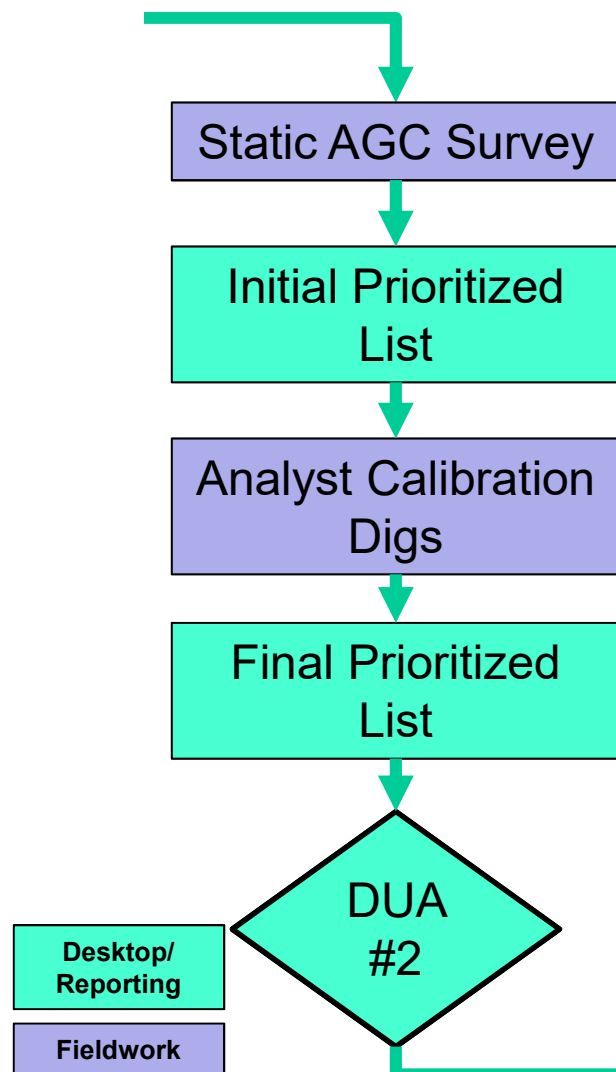 Static AGC Survey
Initial Prioritized
List
Analyst Calibration
Digs
Final Prioritized
List
DUA
#2
Desktop/
Reporting
Fieldwork